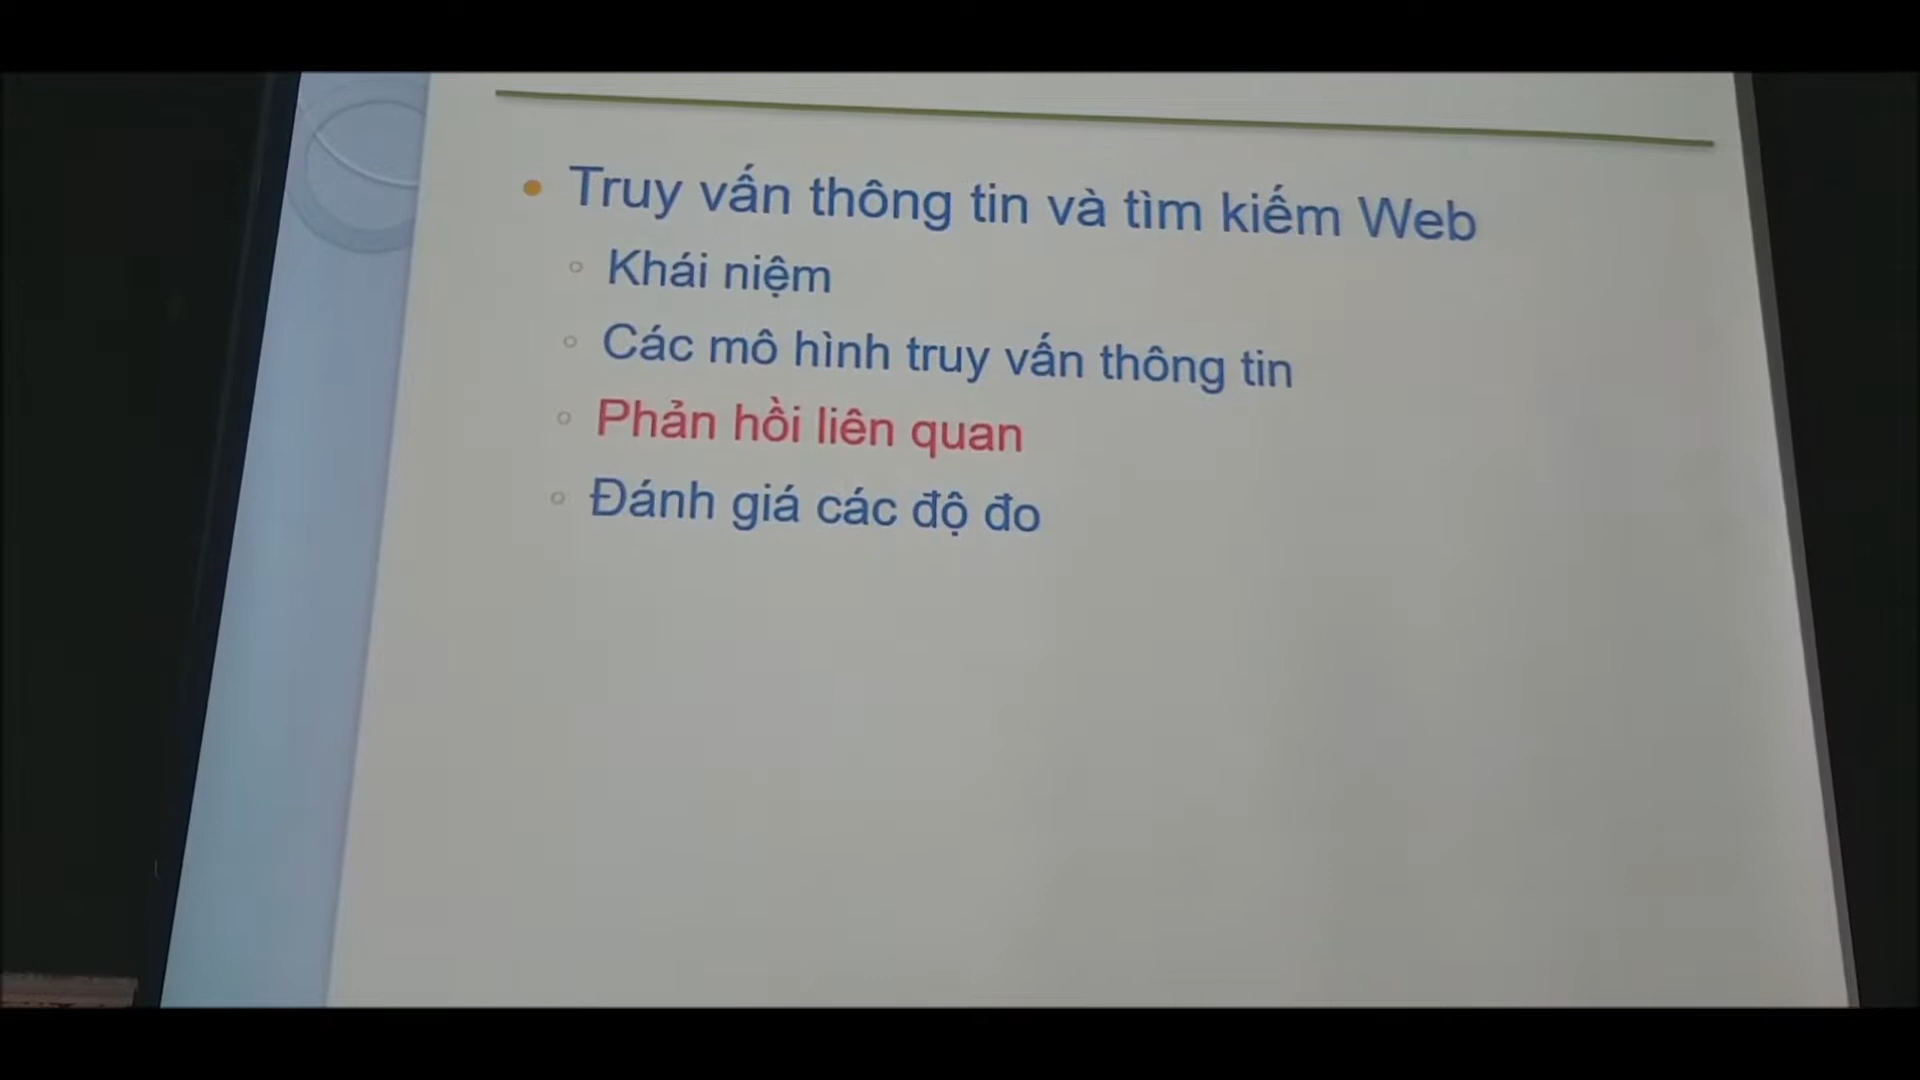 Truy vấn thông tin và tìm kiếm Web
Khái niệm
Các mô hình truy vấn thông tin
Phản hồi liên quan
Đánh giá các độ đo